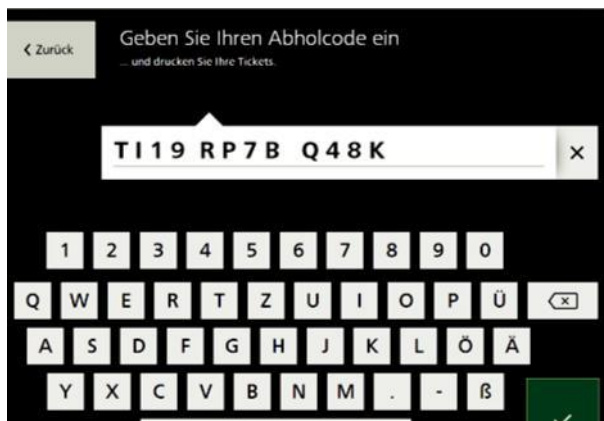 Zurück
Geben Sie Ihren Abholcode ein
... und drucken Sie Ihre Tickets.
TI19 RP7B Q48K
1 2 3 4 5 6 7 8 9 0
Q W E R T Z U I O P Ü
A S D F G H J K L Ö Ä
Y X C V B N M . - ß